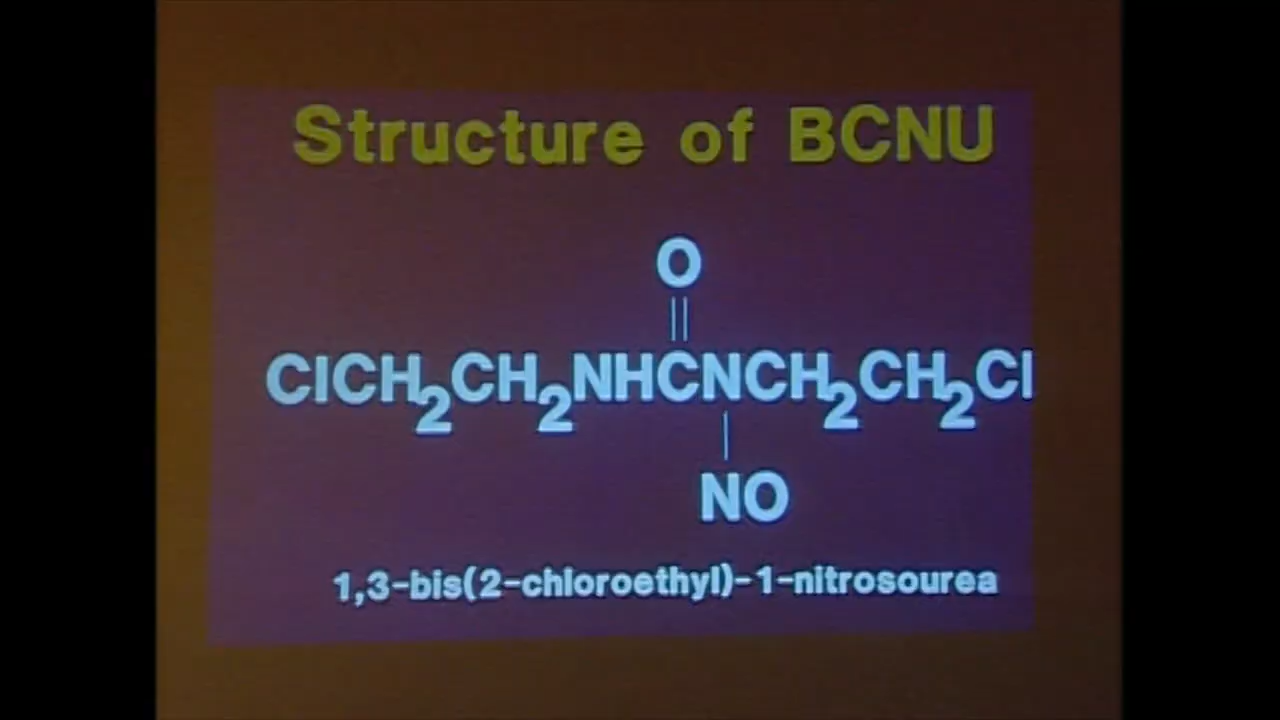 Structure of BCNU
O
ClCH₂CH₂NHCNCH₂CH₂Cl
NO
1,3-bis(2-chloroethyl)-1-nitrosourea